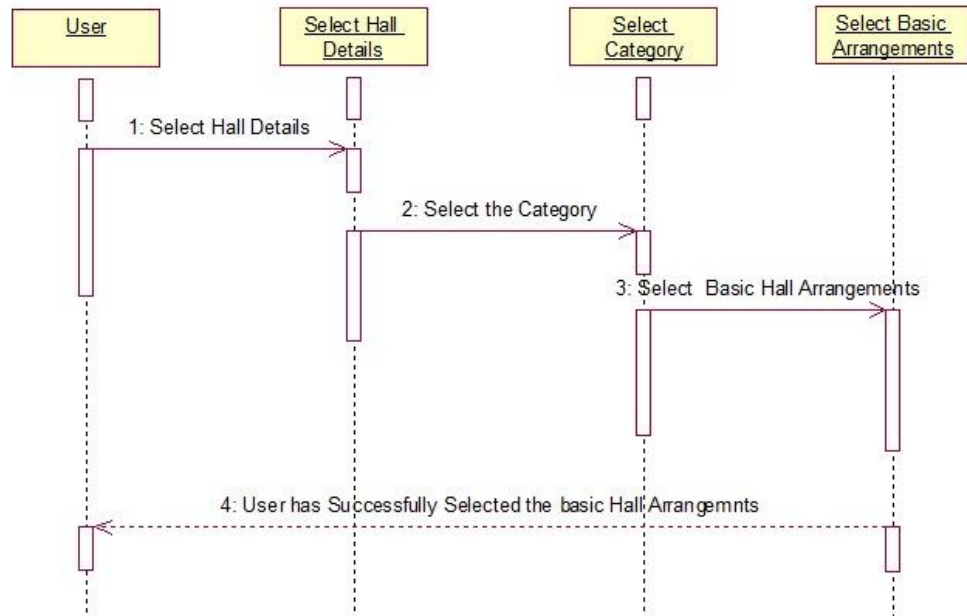 User
Select Hall
Details
Select
Category
Select Basic
Arrangements
1: Select Hall Details
2: Select the Category
3: Select Basic Hall Arrangements
4: User has Successfully Selected the basic Hall Arrangemnts